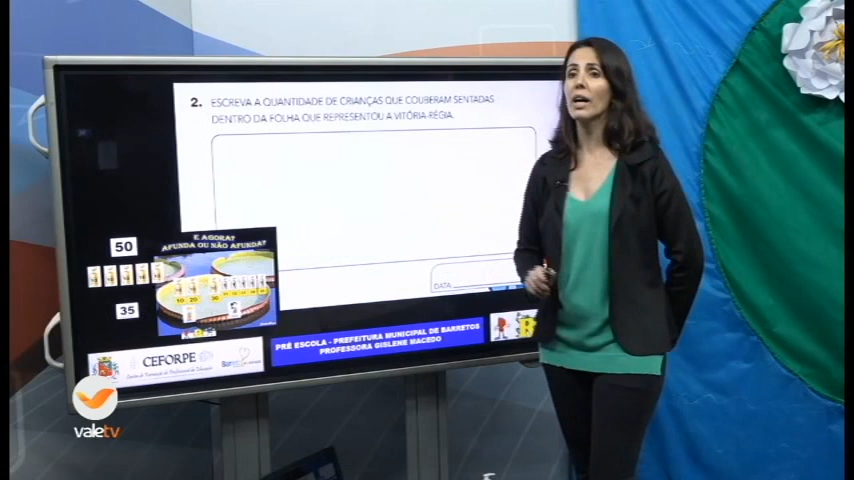 2. ESCREVA A QUANTIDADE DE CRIANÇAS QUE COUBERAM SENTADAS
DENTRO DA FOLHA QUE REPRESENTOU A VITÓRIA-RÉGIA.
E AGORA?
AFUNDA OU NÃO AFUNDA?
50
35
10 20 30
DATA:
CEFORPE
PRÉ ESCOLA - PREFEITURA MUNICIPAL DE BARRETOS
PROFESSORA GISLENE MACEDO
valetv